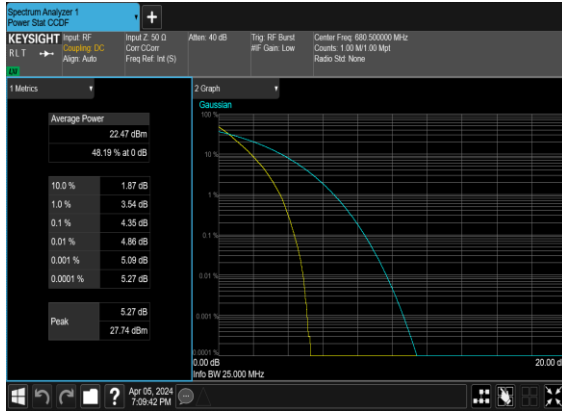 Spectrum Analyzer 1
Power Stat CCDF
+
KEYSIGHT
RLT
LU
Input: RF
Coupling: DC
Align: Auto
Input Z: 50 Ω
Corr CCorr
Freq Ref: Int (S)
Atten: 40 dB
Trig: RF Burst
#IF Gain: Low
Center Freq: 680.500000 MHz
Counts: 1.00 M/1.00 Mpt
Radio Std: None
1 Metrics
Average Power
22.47 dBm
48.19 % at 0 dB
10.0 % 1.87 dB
1.0 % 3.54 dB
0.1 % 4.35 dB
0.01 % 4.86 dB
0.001 % 5.09 dB
0.0001 % 5.27 dB
Peak 5.27 dB
27.74 dBm
2 Graph
Gaussian
100 %
10 %
1 %
0.1 %
0.01 %
0.001 %
0.0001 %
0.00 dB 20.00 d
Info BW 25.000 MHz
?
Apr 05, 2024
7:09:42 PM